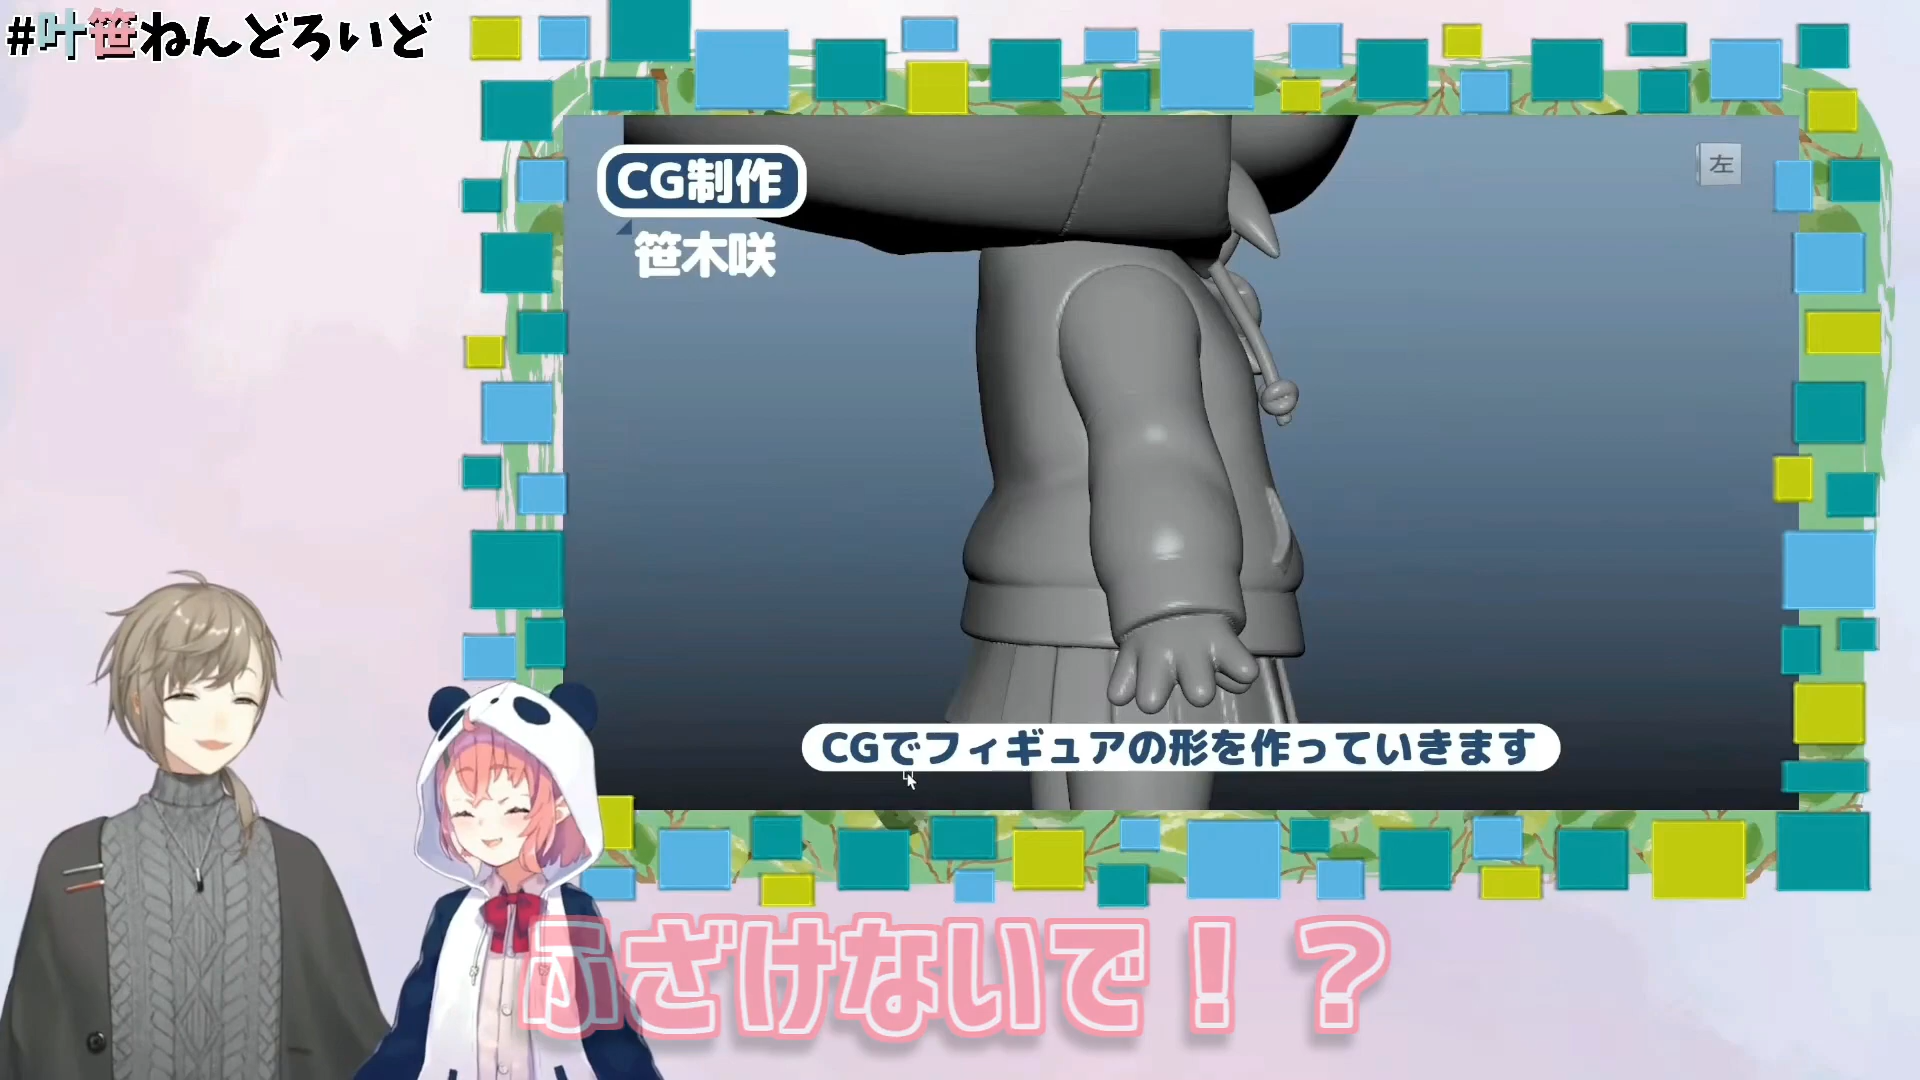 #叶笹ねんどろいど
CG制作
左
笹木咲
CGでフィギュアの形を作っていきます
ふざけないで！？